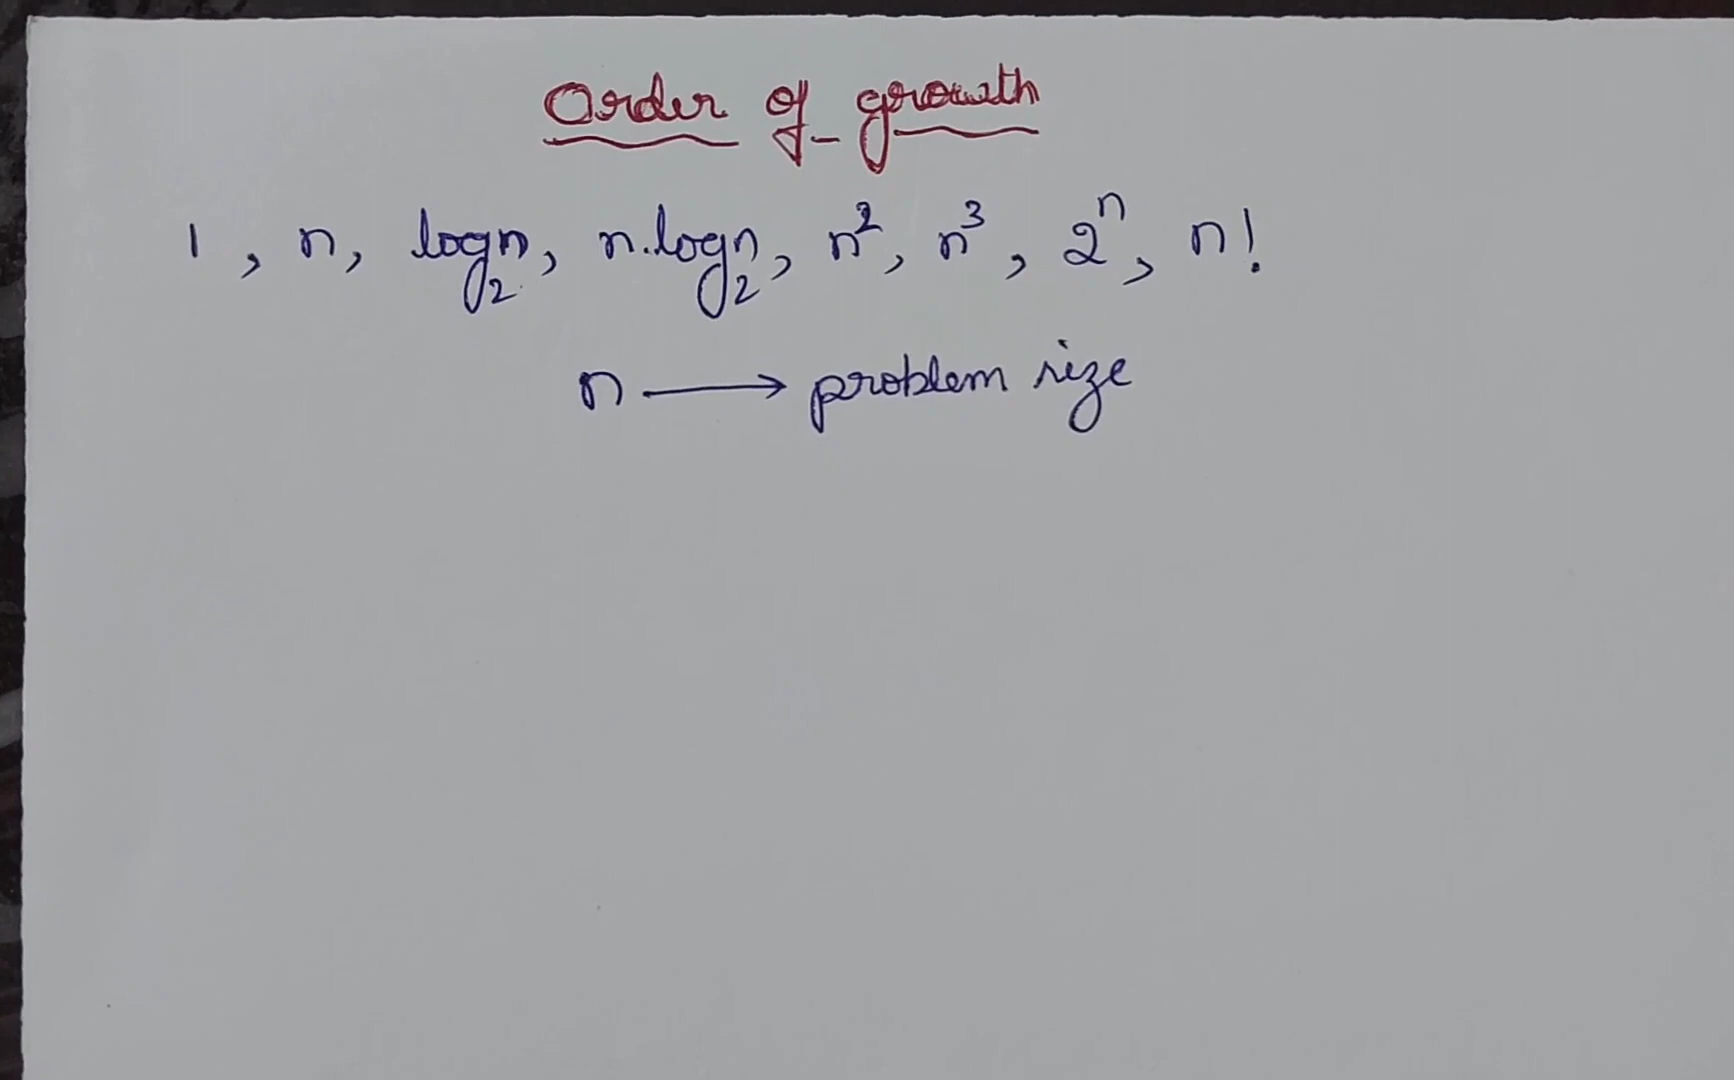 Order of growth
1, n, log₂n, n.log₂n, n², n³, 2ⁿ, n!
n ⟶ problem size